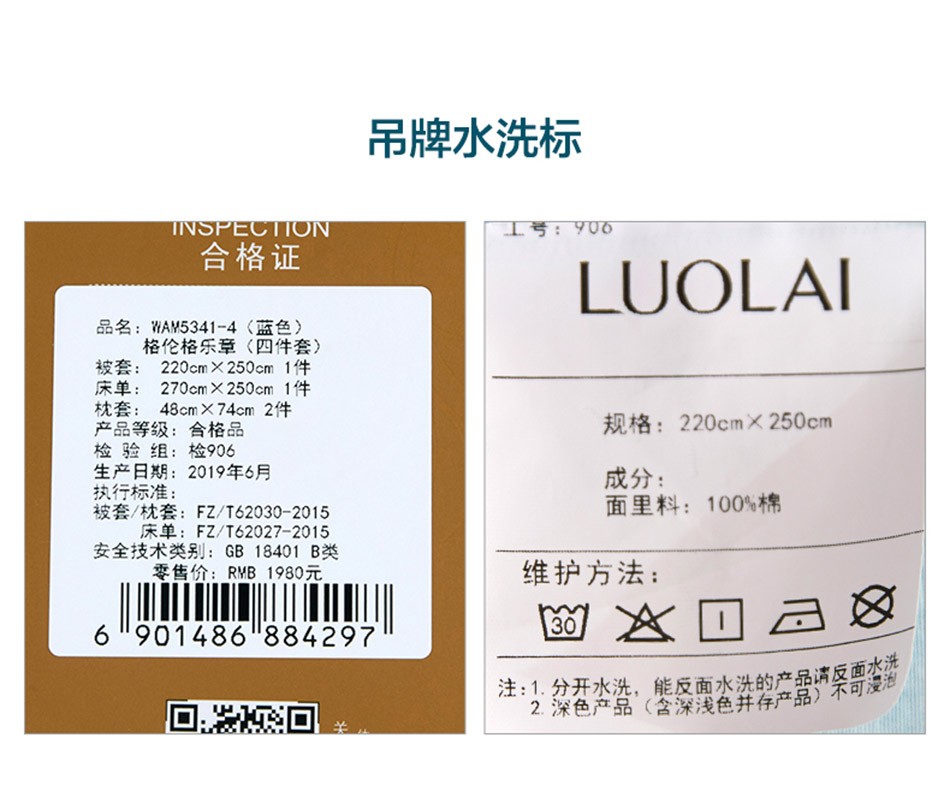 吊牌水洗标
INSPECTION
合格证
品名：WAM5341-4（蓝色）
格伦格乐章（四件套）
被套： 220cm×250cm 1件
床单： 270cm×250cm 1件
枕套： 48cm×74cm 2件
产品等级：合格品
检 验 组：检906
生产日期：2019年6月
执行标准：
被套/枕套：FZ/T62030-2015
床单：FZ/T62027-2015
安全技术类别：GB 18401 B类
零售价：RMB 1980元
6 901486 884297
关
工号：906
LUOLAI
规格：220cm×250cm
成分：
面里料：100%棉
维护方法：
30
注：1. 分开水洗，能反面水洗的产品请反面水洗
2. 深色产品（含深浅色并存产品）不可浸泡